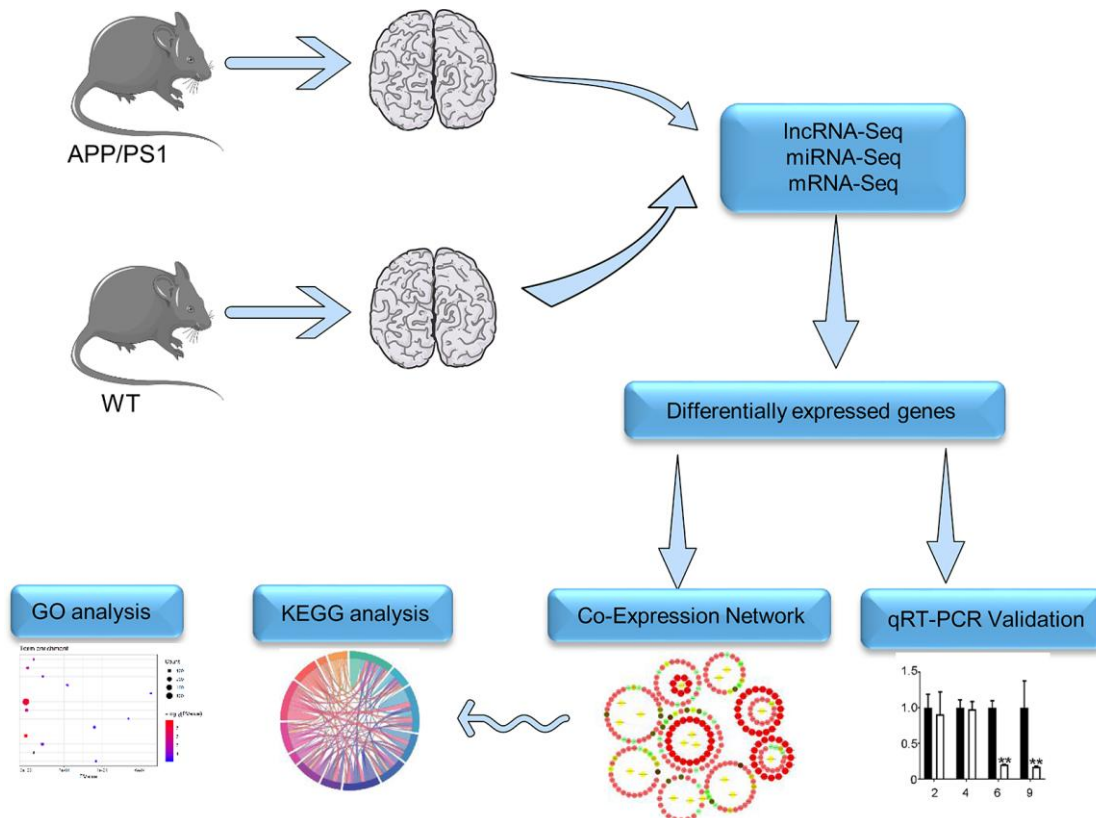 APP/PS1
lncRNA-Seq
miRNA-Seq
mRNA-Seq
WT
Differentially expressed genes
GO analysis
KEGG analysis
Co-Expression Network
qRT-PCR Validation
1.5
1.0
0.5
0
**
**
2 4 6 9